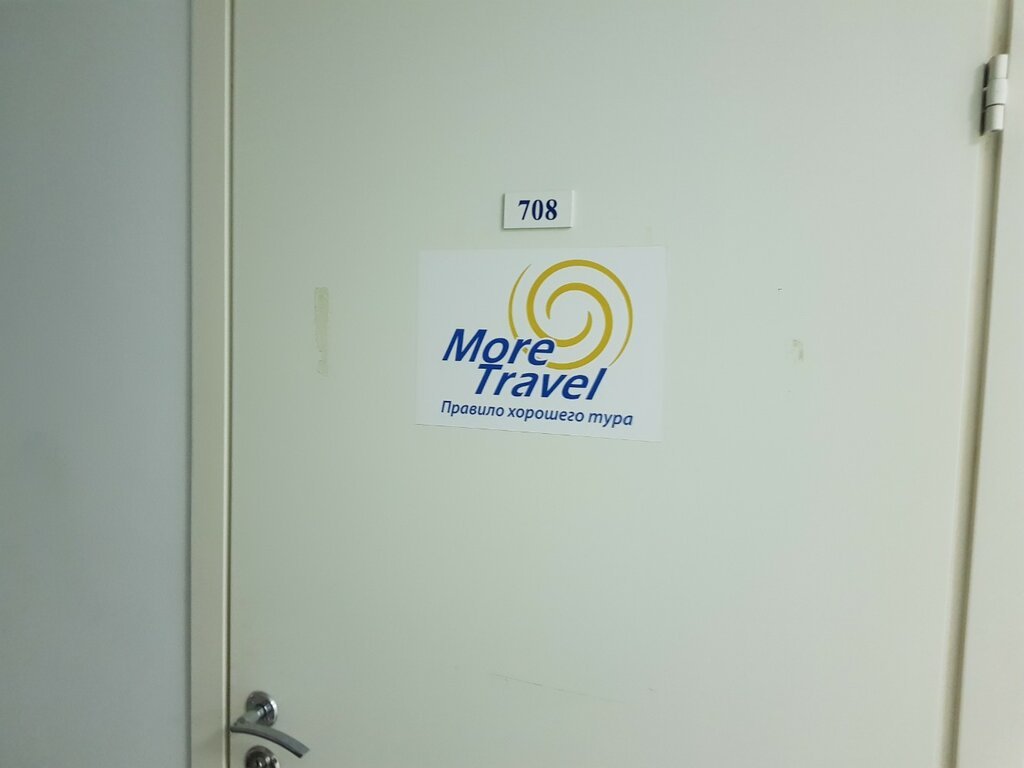 708
More
Travel
Правило хорошего тура